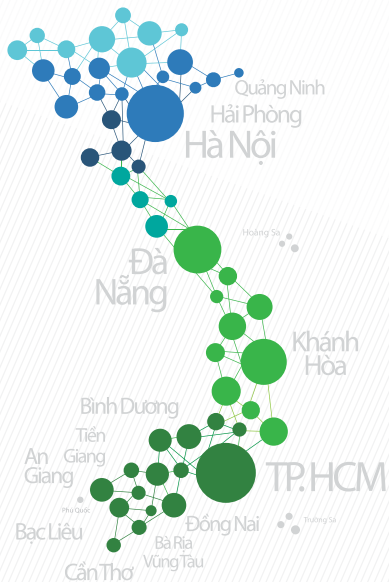 Quảng Ninh
Hải Phòng
Hà Nội
Hoàng Sa
Đà
Nẵng
Khánh
Hòa
Bình Dương
Tiền
Giang
An
Giang
TP. HCM
Phú Quốc
Đồng Nai
Trường Sa
Bạc Liêu
Bà Rịa
Vũng Tàu
Cần Thơ